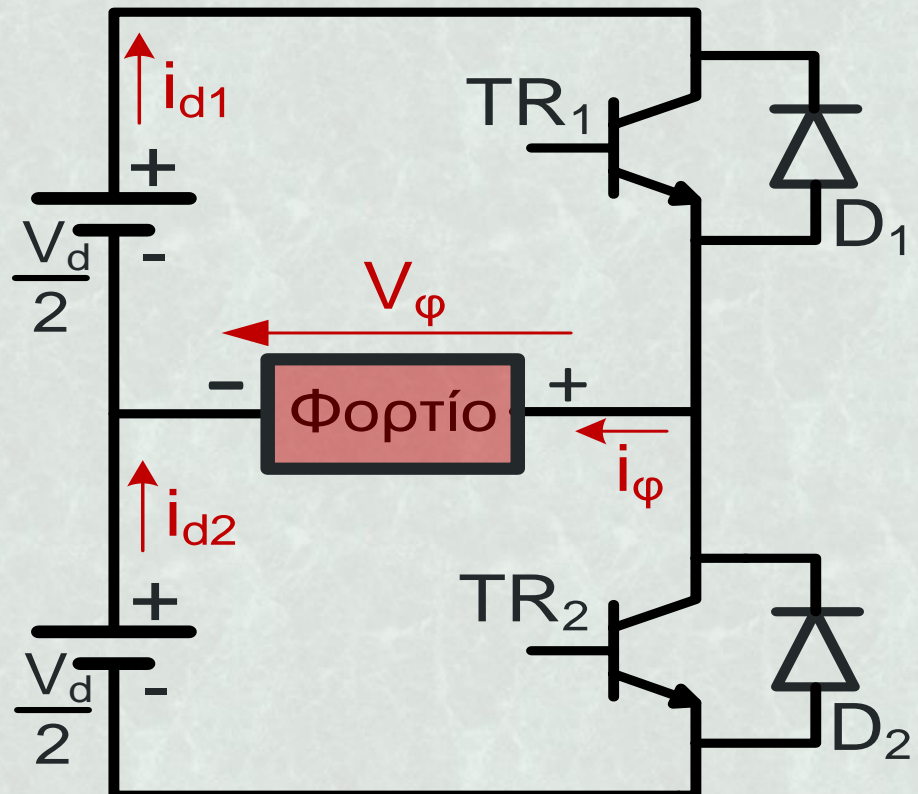 i_d1
TR₁
+
V_d
-
2
D₁
V_φ
-
Φορτίο
+
i_φ
i_d2
TR₂
+
V_d
-
2
D₂